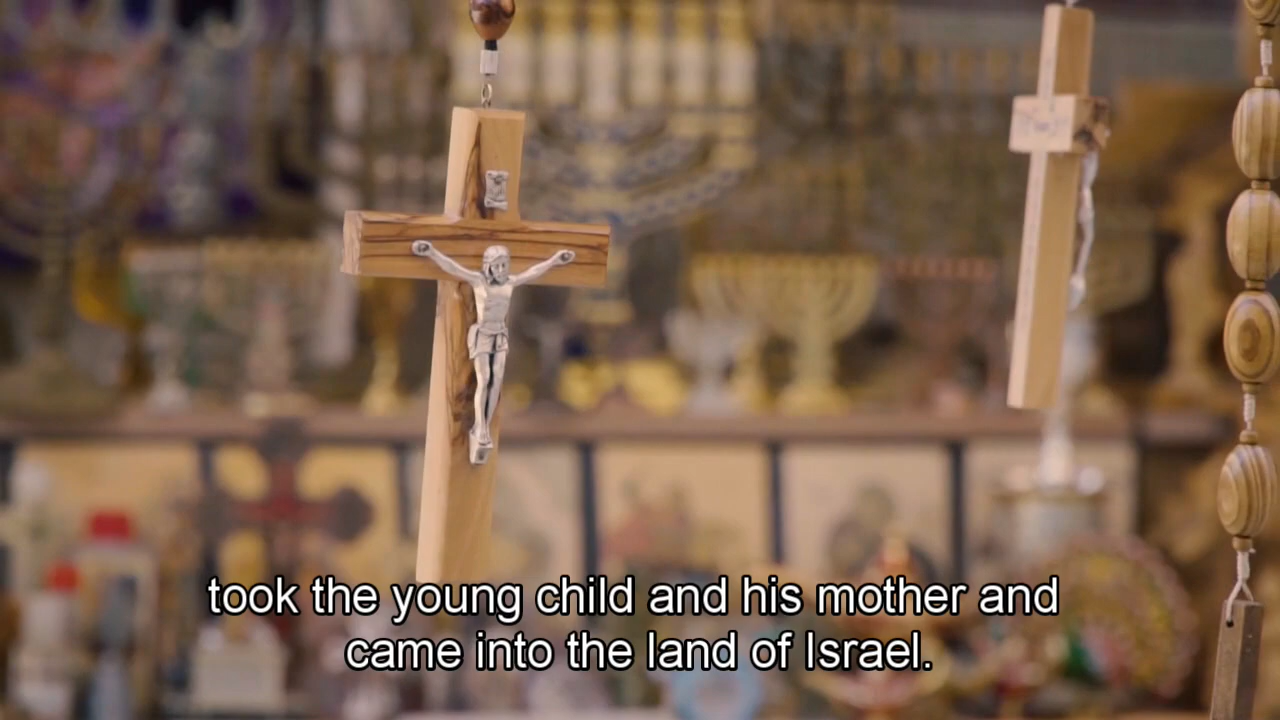 took the young child and his mother and
came into the land of Israel.